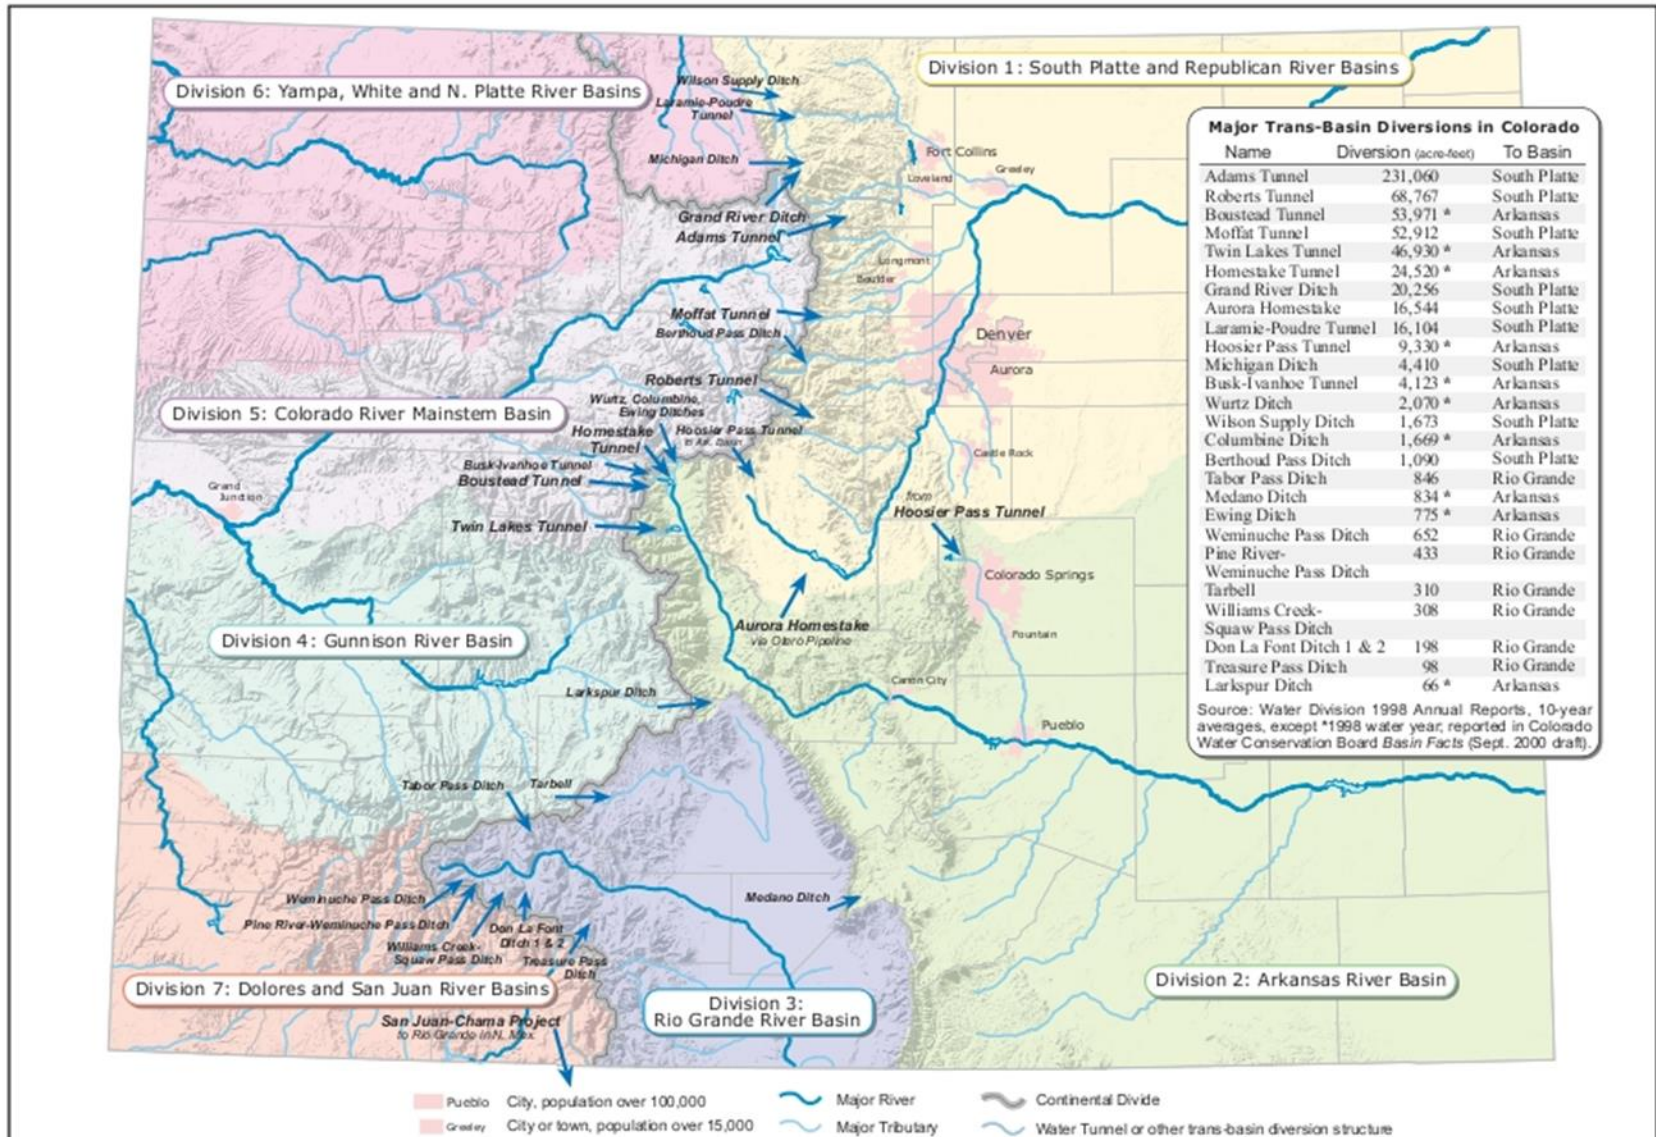 Division 6: Yampa, White and N. Platte River Basins
Division 1: South Platte and Republican River Basins
Wilson Supply Ditch
Laramie-Poudre
Tunnel
Michigan Ditch
Fort Collins
Loveland
Greeley
Grand River Ditch
Adams Tunnel
Longmont
Boulder
Moffat Tunnel
Berthoud Pass Ditch
Denver
Aurora
Roberts Tunnel
Wurtz, Columbine,
Ewing Ditches
Division 5: Colorado River Mainstem Basin
Homestake
Tunnel
Hoosier Pass Tunnel
to Ark. Basin
Busk-Ivanhoe Tunnel
Boustead Tunnel
Castle Rock
Grand
Junction
Twin Lakes Tunnel
from
Hoosier Pass Tunnel
Colorado Springs
Aurora Homestake
via Otero Pipeline
Fountain
Division 4: Gunnison River Basin
Larkspur Ditch
Canon City
Pueblo
Tabor Pass Ditch
Tarbell
Weminuche Pass Ditch
Pine River-Weminuche Pass Ditch
Williams Creek-
Squaw Pass Ditch
Don La Font
Ditch 1 & 2
Treasure Pass
Ditch
Medano Ditch
Division 7: Dolores and San Juan River Basins
San Juan-Chama Project
to Rio Grande in N. Mex.
Division 3:
Rio Grande River Basin
Division 2: Arkansas River Basin
Major Trans-Basin Diversions in Colorado
Name Diversion (acre-feet) To Basin
Adams Tunnel 231,060 South Platte
Roberts Tunnel 68,767 South Platte
Boustead Tunnel 53,971 * Arkansas
Moffat Tunnel 52,912 South Platte
Twin Lakes Tunnel 46,930 * Arkansas
Homestake Tunnel 24,520 * Arkansas
Grand River Ditch 20,256 South Platte
Aurora Homestake 16,544 South Platte
Laramie-Poudre Tunnel 16,104 South Platte
Hoosier Pass Tunnel 9,330 * Arkansas
Michigan Ditch 4,410 South Platte
Busk-Ivanhoe Tunnel 4,123 * Arkansas
Wurtz Ditch 2,070 * Arkansas
Wilson Supply Ditch 1,673 South Platte
Columbine Ditch 1,669 * Arkansas
Berthoud Pass Ditch 1,090 South Platte
Tabor Pass Ditch 846 Rio Grande
Medano Ditch 834 * Arkansas
Ewing Ditch 775 * Arkansas
Weminuche Pass Ditch 652 Rio Grande
Pine River- 433 Rio Grande
Weminuche Pass Ditch
Tarbell 310 Rio Grande
Williams Creek- 308 Rio Grande
Squaw Pass Ditch
Don La Font Ditch 1 & 2 198 Rio Grande
Treasure Pass Ditch 98 Rio Grande
Larkspur Ditch 66 * Arkansas
Source: Water Division 1998 Annual Reports, 10-year
averages, except *1998 water year, reported in Colorado
Water Conservation Board Basin Facts (Sept. 2000 draft).
Pueblo City, population over 100,000
Greeley City or town, population over 15,000
Major River
Major Tributary
Continental Divide
Water Tunnel or other trans-basin diversion structure